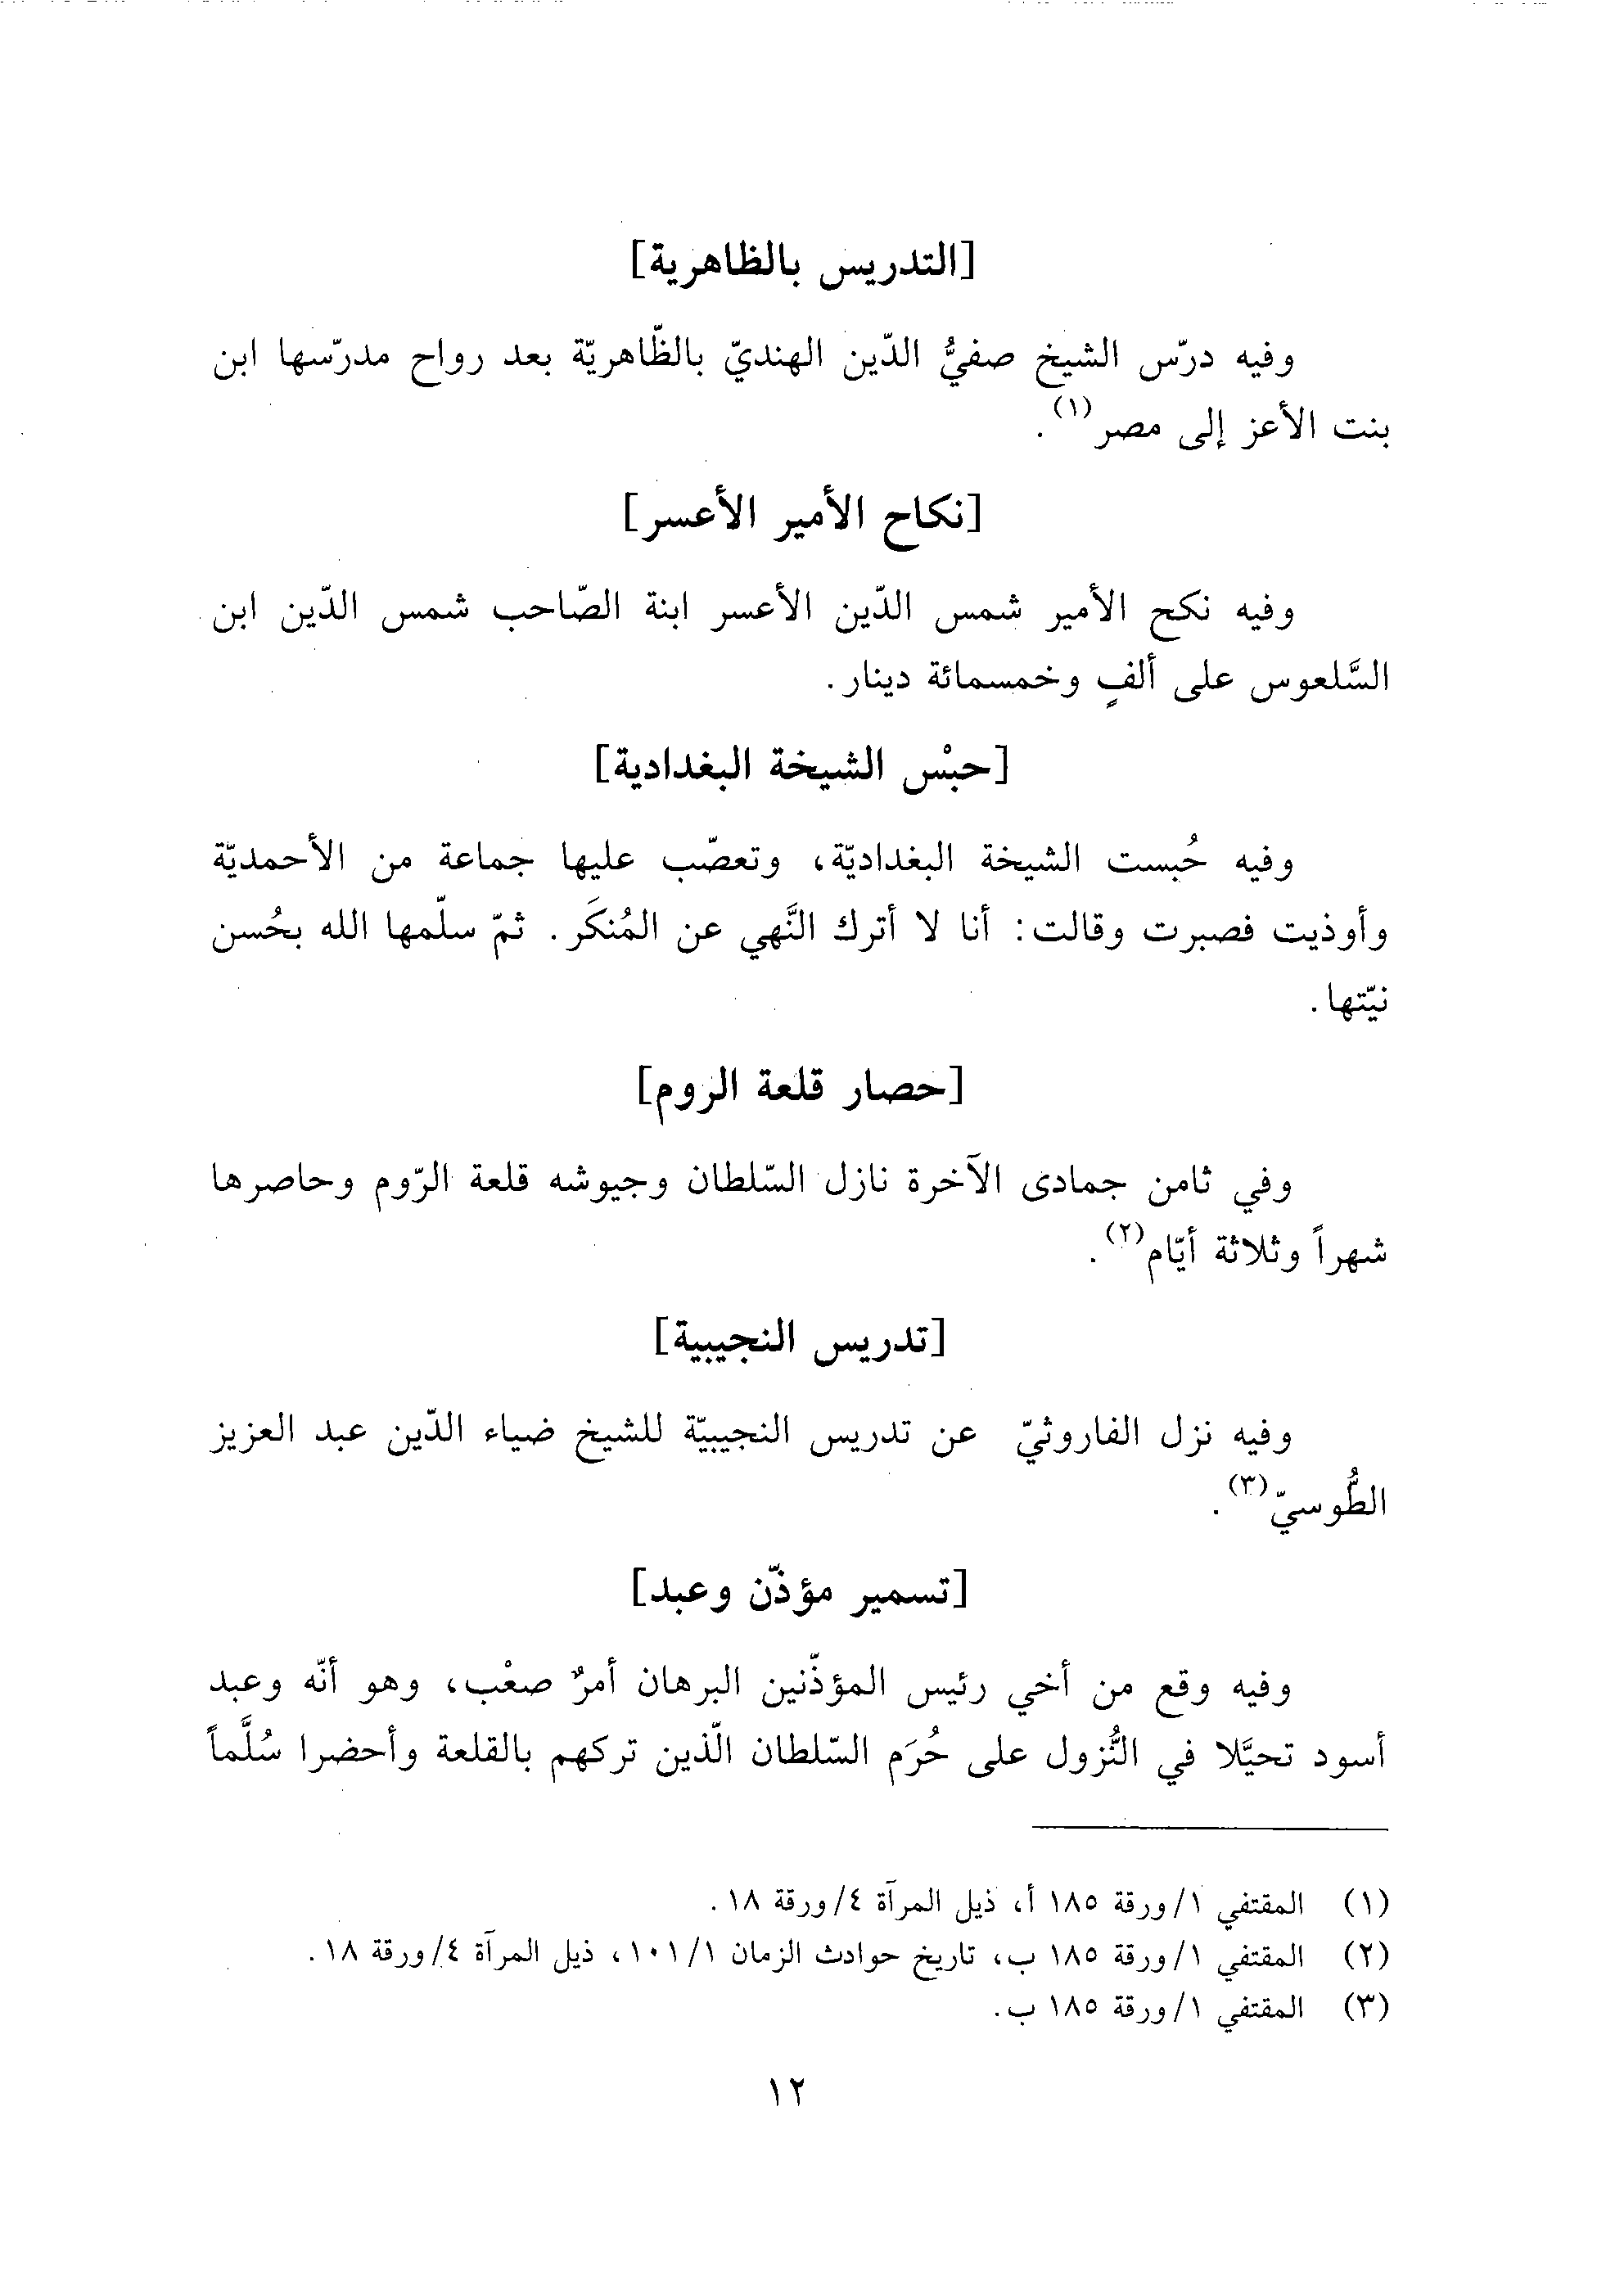 [التدريس بالظاهرية]
وفيه درّس الشيخ صفيُّ الدّين الهنديّ بالظّاهريّة بعد رواح مدرّسها ابن
بنت الأعز إلى مصر(١).
[نكاح الأمير الأعسر]
وفيه نكح الأمير شمس الدّين الأعسر ابنة الصّاحب شمس الدّين ابن
السَّلعوس على ألفٍ وخمسمائة دينار.
[حبْس الشيخة البغدادية]
وفيه حُبست الشيخة البغداديّة، وتعصّب عليها جماعة من الأحمديّة
وأوذيت فصبرت وقالت: أنا لا أترك النَّهي عن المُنكَر. ثمّ سلّمها الله بحُسن
نيّتها.
[حصار قلعة الروم]
وفي ثامن جمادى الآخرة نازل السّلطان وجيوشه قلعة الرّوم وحاصرها
شهراً وثلاثة أيّام(٢).
[تدريس النجيبية]
وفيه نزل الفاروثيّ عن تدريس النجيبيّة للشيخ ضياء الدّين عبد العزيز
الطُّوسيّ(٣).
[تسمير مؤذّن وعبد]
وفيه وقع من أخي رئيس المؤذّنين البرهان أمرٌ صعْب، وهو أنّه وعبد
أسود تحيَّلا في النُّزول على حُرَم السّلطان الّذين تركهم بالقلعة وأحضرا سُلَّماً
(١) المقتفي ١/ورقة ١٨٥ أ، ذيل المرآة ٤/ورقة ١٨.
(٢) المقتفي ١/ورقة ١٨٥ ب، تاريخ حوادث الزمان ١٠١/١، ذيل المرآة ٤/ورقة ١٨.
(٣) المقتفي ١/ورقة ١٨٥ ب.
١٢